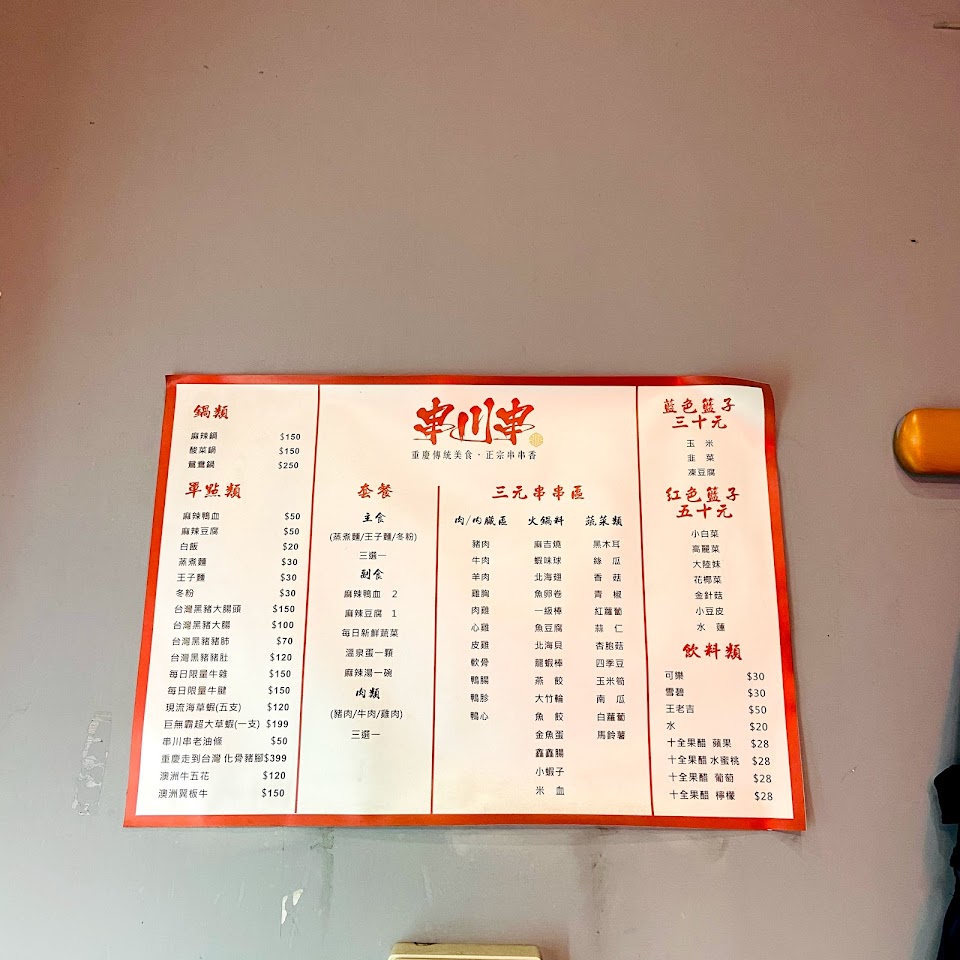 串川串
重慶傳統美食·正宗串串香
鍋類
麻辣鍋 $150
酸菜鍋 $150
鴛鴦鍋 $250
單點類
麻辣鴨血 $50
麻辣豆腐 $50
白飯 $20
蒸煮麵 $30
王子麵 $30
冬粉 $30
台灣黑豬大腸頭 $150
台灣黑豬大腸 $100
台灣黑豬豬肺 $70
台灣黑豬豬肚 $120
每日限量牛雜 $150
每日限量牛腱 $150
現流海草蝦(五支) $120
巨無霸超大草蝦(一支) $199
串川串老油條 $50
重慶走到台灣 化骨豬腳$399
澳洲牛五花 $120
澳洲翼板牛 $150
套餐
主食
(蒸煮麵/王子麵/冬粉)
三選一
副食
麻辣鴨血 2
麻辣豆腐 1
每日新鮮蔬菜
溫泉蛋一顆
麻辣湯一碗
肉類
(豬肉/牛肉/雞肉)
三選一
三元串串區
肉/內臟區 火鍋料 蔬菜類
豬肉 麻吉燒 黑木耳
牛肉 蝦味球 絲瓜
羊肉 北海翅 香菇
雞胸 魚卵卷 青椒
肉雞 一級棒 紅蘿蔔
心雞 魚豆腐 蒜仁
皮雞 北海貝 杏胞菇
軟骨 龍蝦棒 四季豆
鴨腸 燕餃 玉米筍
鴨胗 大竹輪 南瓜
鴨心 魚餃 白蘿蔔
金魚蛋 馬鈴薯
鑫鑫腸
小蝦子
米血
藍色籃子
三十元
玉米
韭菜
凍豆腐
紅色籃子
五十元
小白菜
高麗菜
大陸妹
花椰菜
金針菇
小豆皮
水蓮
飲料類
可樂 $30
雪碧 $30
王老吉 $50
水 $20
十全果醋 蘋果 $28
十全果醋 水蜜桃 $28
十全果醋 葡萄 $28
十全果醋 檸檬 $28